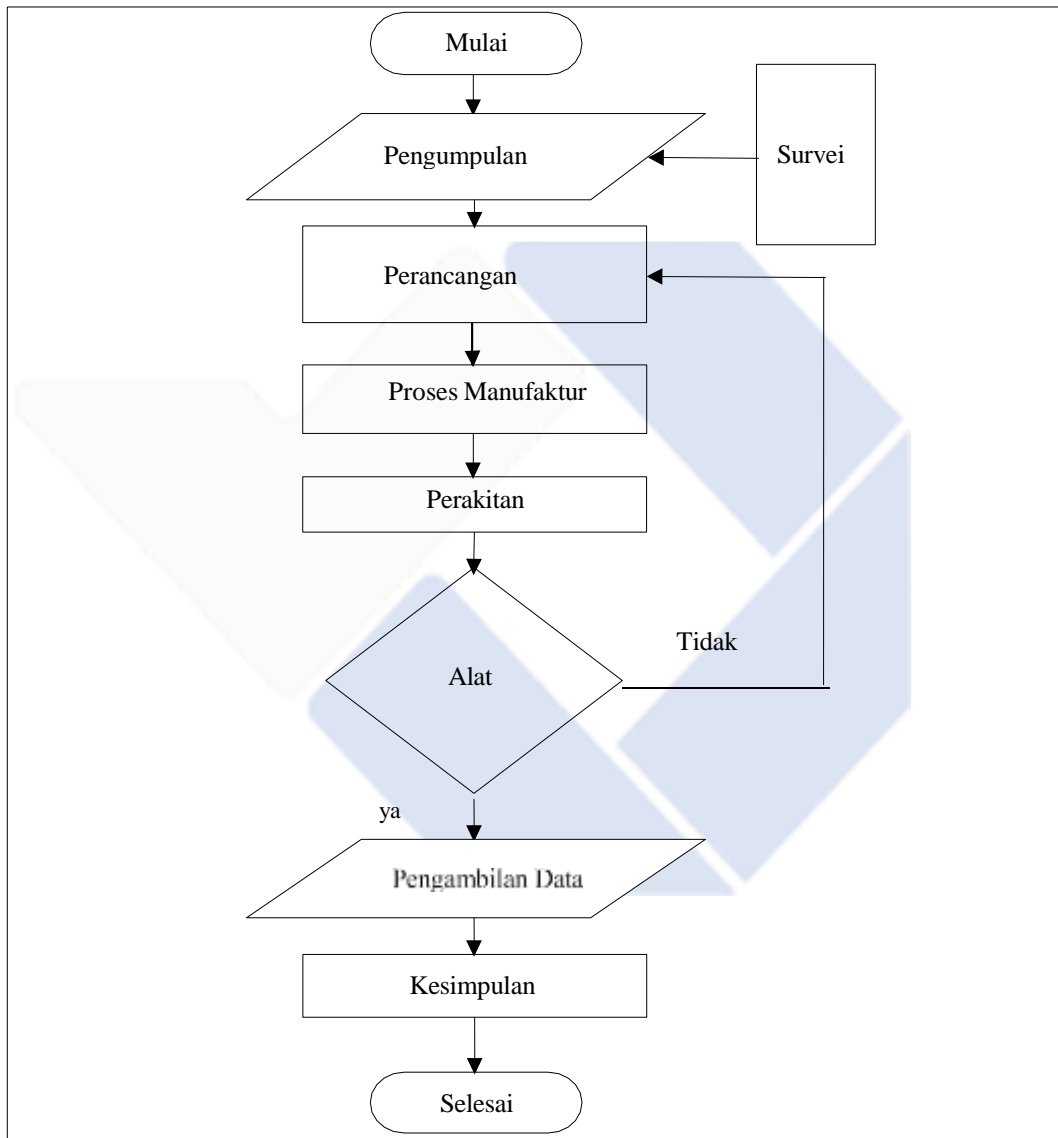 Mulai
Pengumpulan
Survei
Perancangan
Proses Manufaktur
Perakitan
Alat
Tidak
ya
Pengambilan Data
Kesimpulan
Selesai